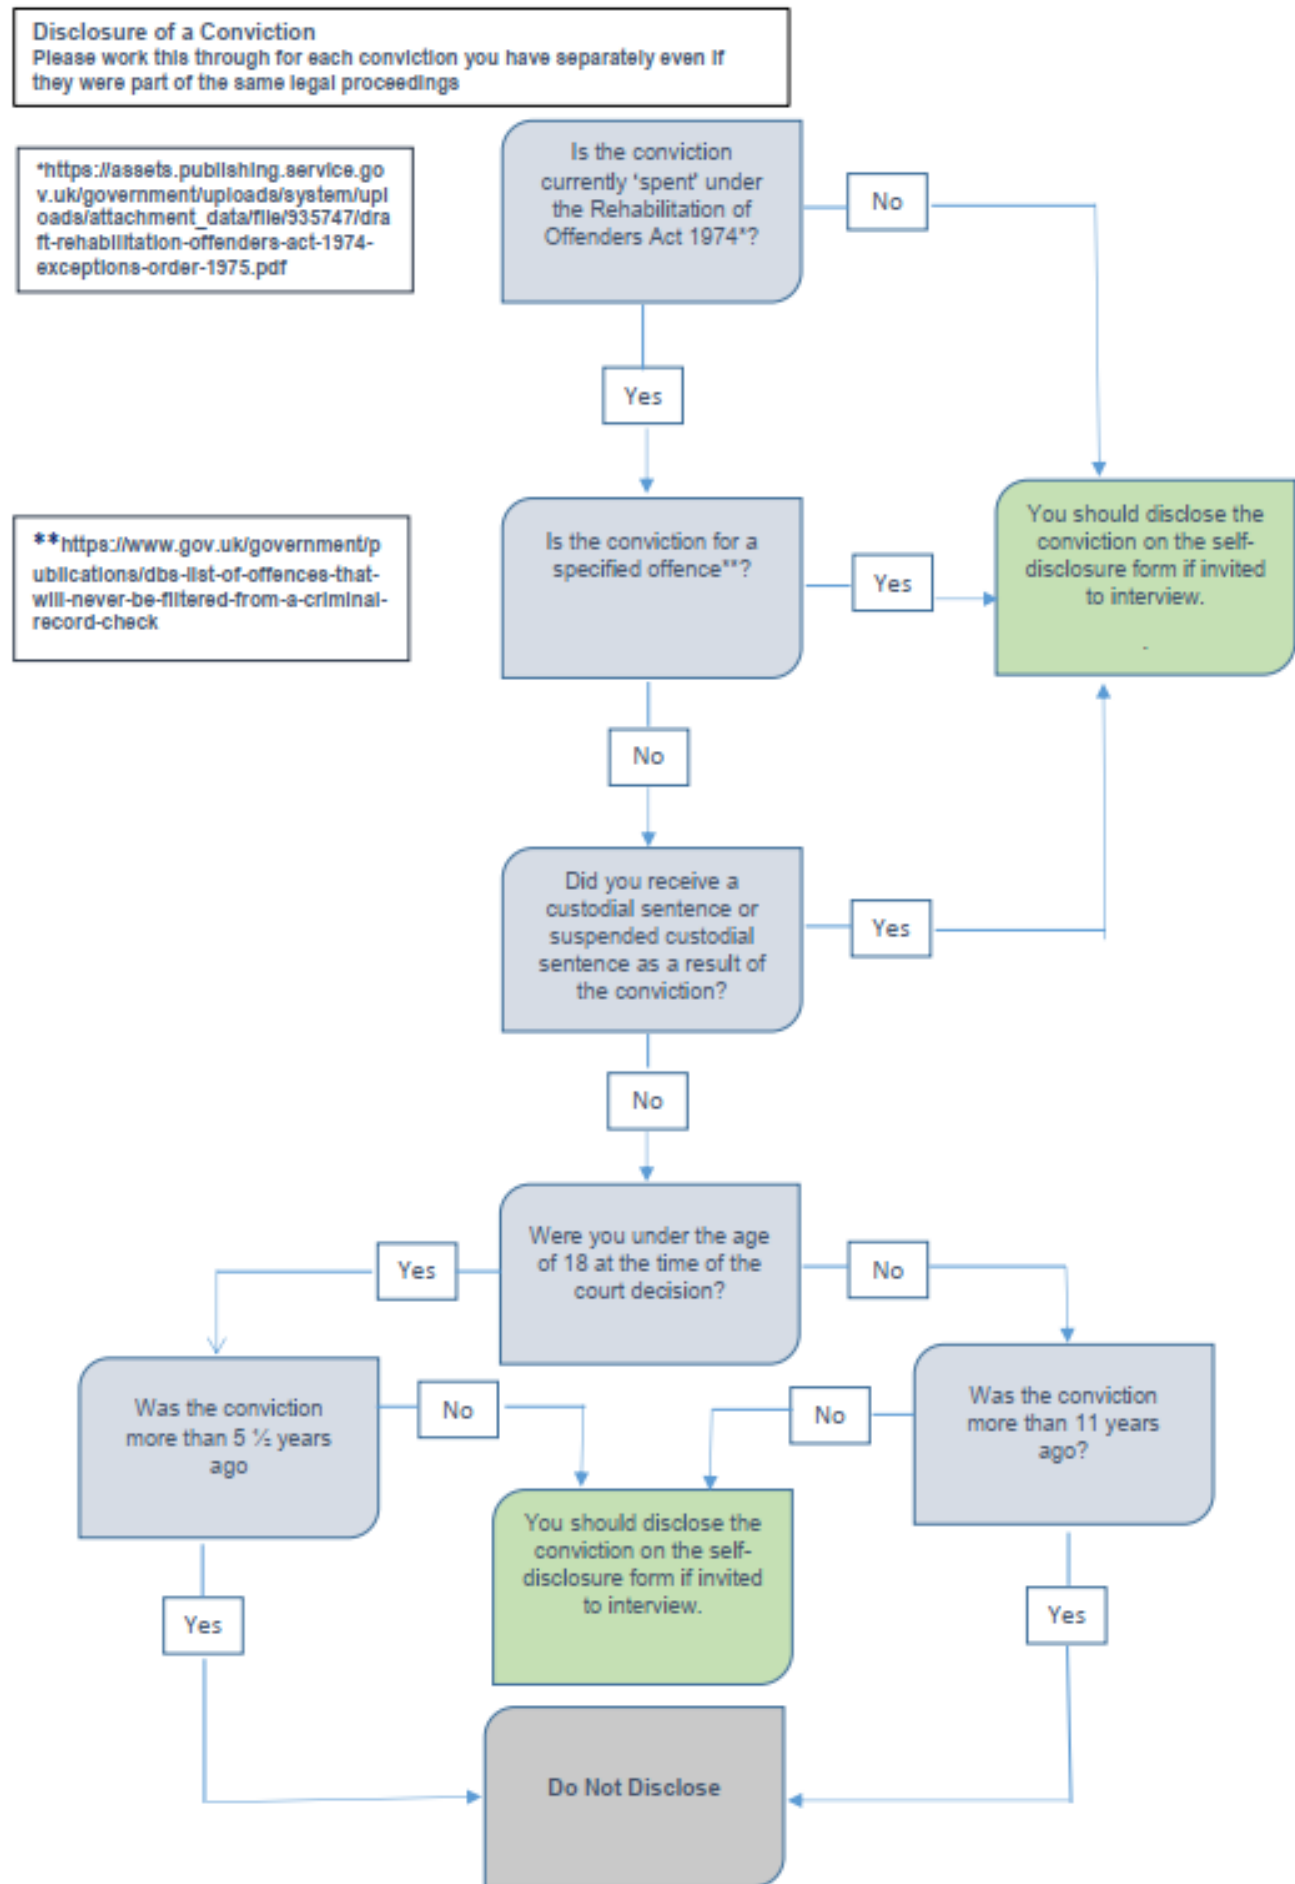 Disclosure of a Conviction
Please work this through for each conviction you have separately even if
they were part of the same legal proceedings
*https://assets.publishing.service.go
v.uk/government/uploads/system/upl
oads/attachment_data/file/935747/dra
ft-rehabilitation-offenders-act-1974-
exceptions-order-1975.pdf
Is the conviction
currently ‘spent’ under
the Rehabilitation of
Offenders Act 1974*?
No
Yes
**https://www.gov.uk/government/p
ublications/dbs-list-of-offences-that-
will-never-be-filtered-from-a-criminal-
record-check
Is the conviction for a
specified offence**?
Yes
You should disclose the
conviction on the self-
disclosure form if invited
to interview.
.
No
Did you receive a
custodial sentence or
suspended custodial
sentence as a result of
the conviction?
Yes
No
Were you under the age
of 18 at the time of the
court decision?
Yes
No
Was the conviction
more than 5 ½ years
ago
No
No
Was the conviction
more than 11 years
ago?
You should disclose the
conviction on the self-
disclosure form if invited
to interview.
Yes
Yes
Do Not Disclose